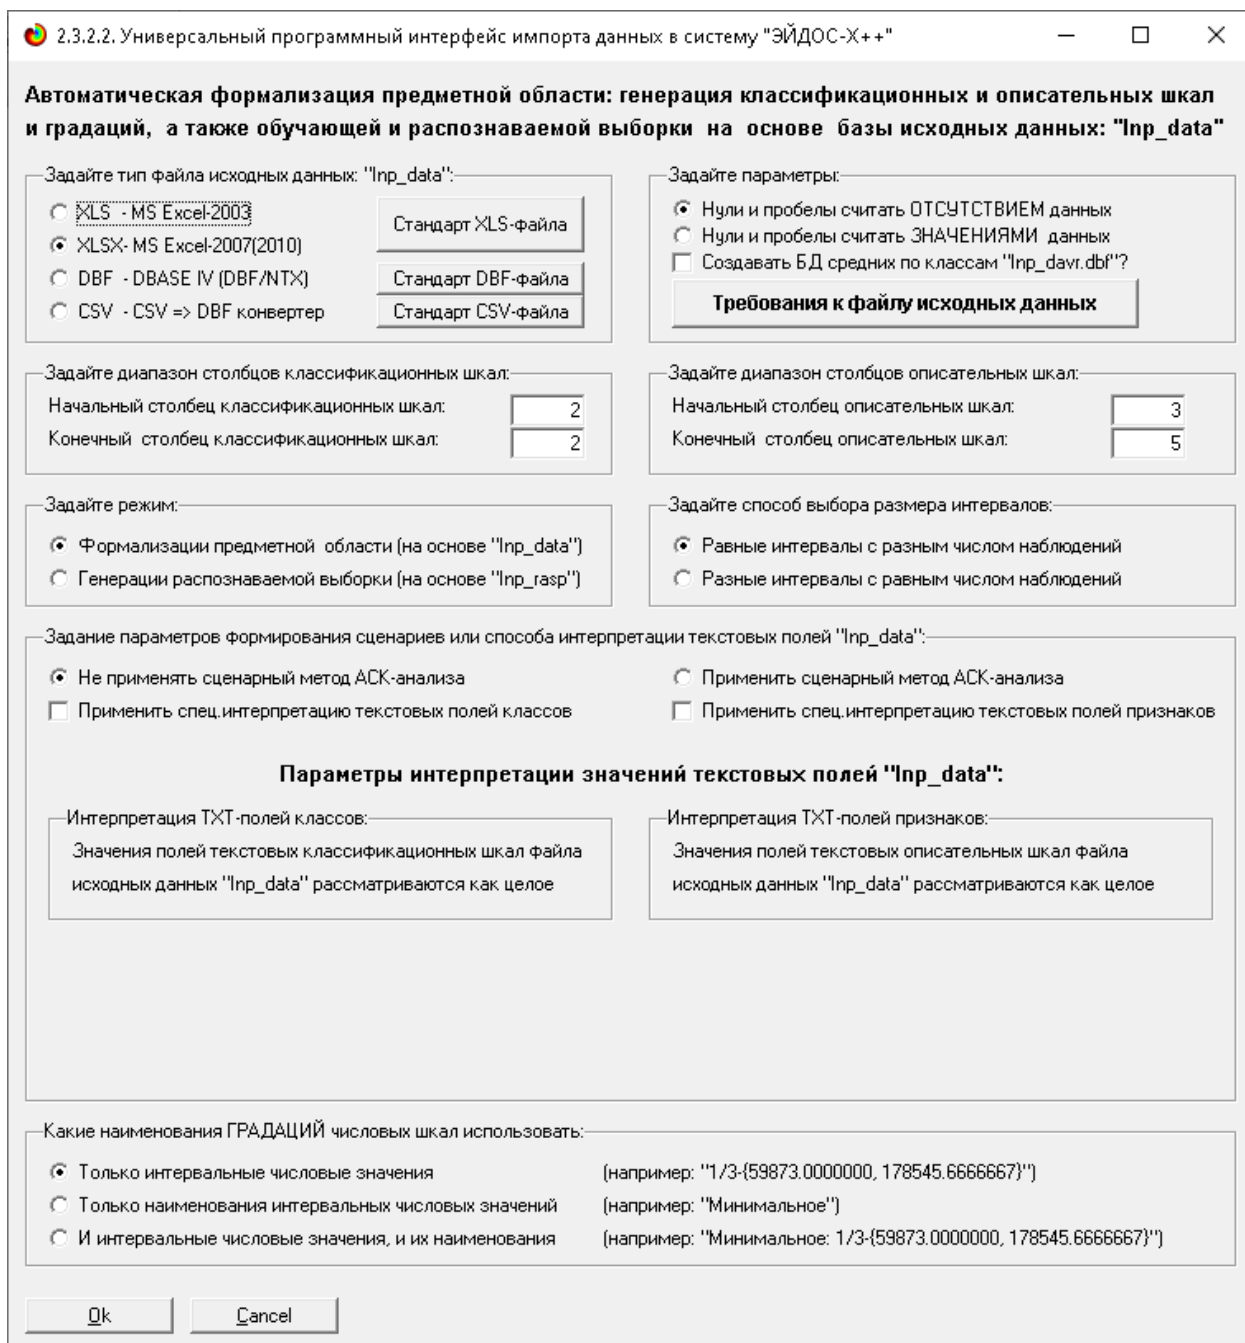 2.3.2.2. Универсальный программный интерфейс импорта данных в систему "ЭЙДОС-X++"
Автоматическая формализация предметной области: генерация классификационных и описательных шкал
и градаций, а также обучающей и распознаваемой выборки на основе базы исходных данных: "Inp_data"
Задайте тип файла исходных данных: "Inp_data":
XLS - MS Excel-2003
XLSX- MS Excel-2007(2010)
DBF - DBASE IV (DBF/NTX)
CSV - CSV => DBF конвертер
Стандарт XLS-файла
Стандарт DBF-файла
Стандарт CSV-файла
Задайте параметры:
Нули и пробелы считать ОТСУТСТВИЕМ данных
Нули и пробелы считать ЗНАЧЕНИЯМИ данных
Создавать БД средних по классам "Inp_davr.dbf"?
Требования к файлу исходных данных
Задайте диапазон столбцов классификационных шкал:
Начальный столбец классификационных шкал: 2
Конечный столбец классификационных шкал: 2
Задайте диапазон столбцов описательных шкал:
Начальный столбец описательных шкал: 3
Конечный столбец описательных шкал: 5
Задайте режим:
Формализации предметной области (на основе "Inp_data")
Генерации распознаваемой выборки (на основе "Inp_rasp")
Задайте способ выбора размера интервалов:
Равные интервалы с разным числом наблюдений
Разные интервалы с равным числом наблюдений
Задание параметров формирования сценариев или способа интерпретации текстовых полей "Inp_data":
Не применять сценарный метод АСК-анализа
Применить сценарный метод АСК-анализа
Применить спец.интерпретацию текстовых полей классов
Применить спец.интерпретацию текстовых полей признаков
Параметры интерпретации значений текстовых полей "Inp_data":
Интерпретация TXT-полей классов:
Значения полей текстовых классификационных шкал файла
исходных данных "Inp_data" рассматриваются как целое
Интерпретация TXT-полей признаков:
Значения полей текстовых описательных шкал файла
исходных данных "Inp_data" рассматриваются как целое
Какие наименования ГРАДАЦИЙ числовых шкал использовать:
Только интервальные числовые значения (например: "1/3-{59873.0000000, 178545.6666667}")
Только наименования интервальных числовых значений (например: "Минимальное")
И интервальные числовые значения, и их наименования (например: "Минимальное: 1/3-{59873.0000000, 178545.6666667}")
Ok
Cancel